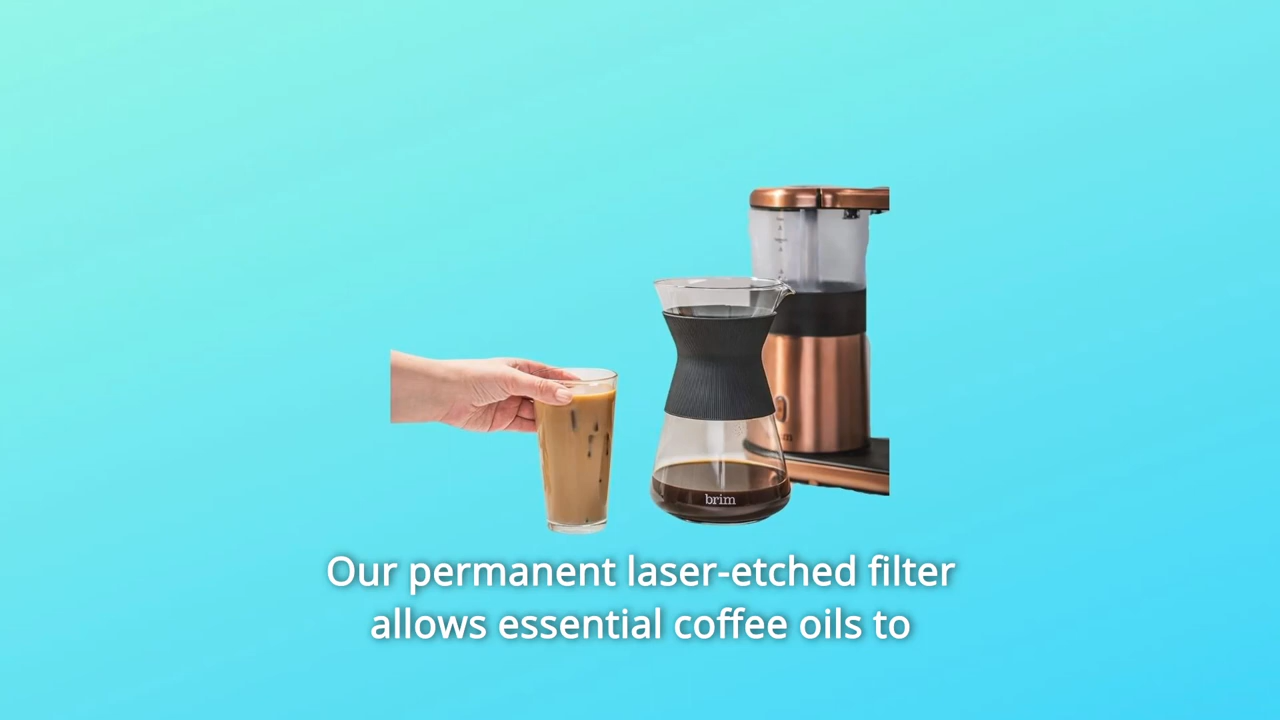 brim
Our permanent laser-etched filter
allows essential coffee oils to